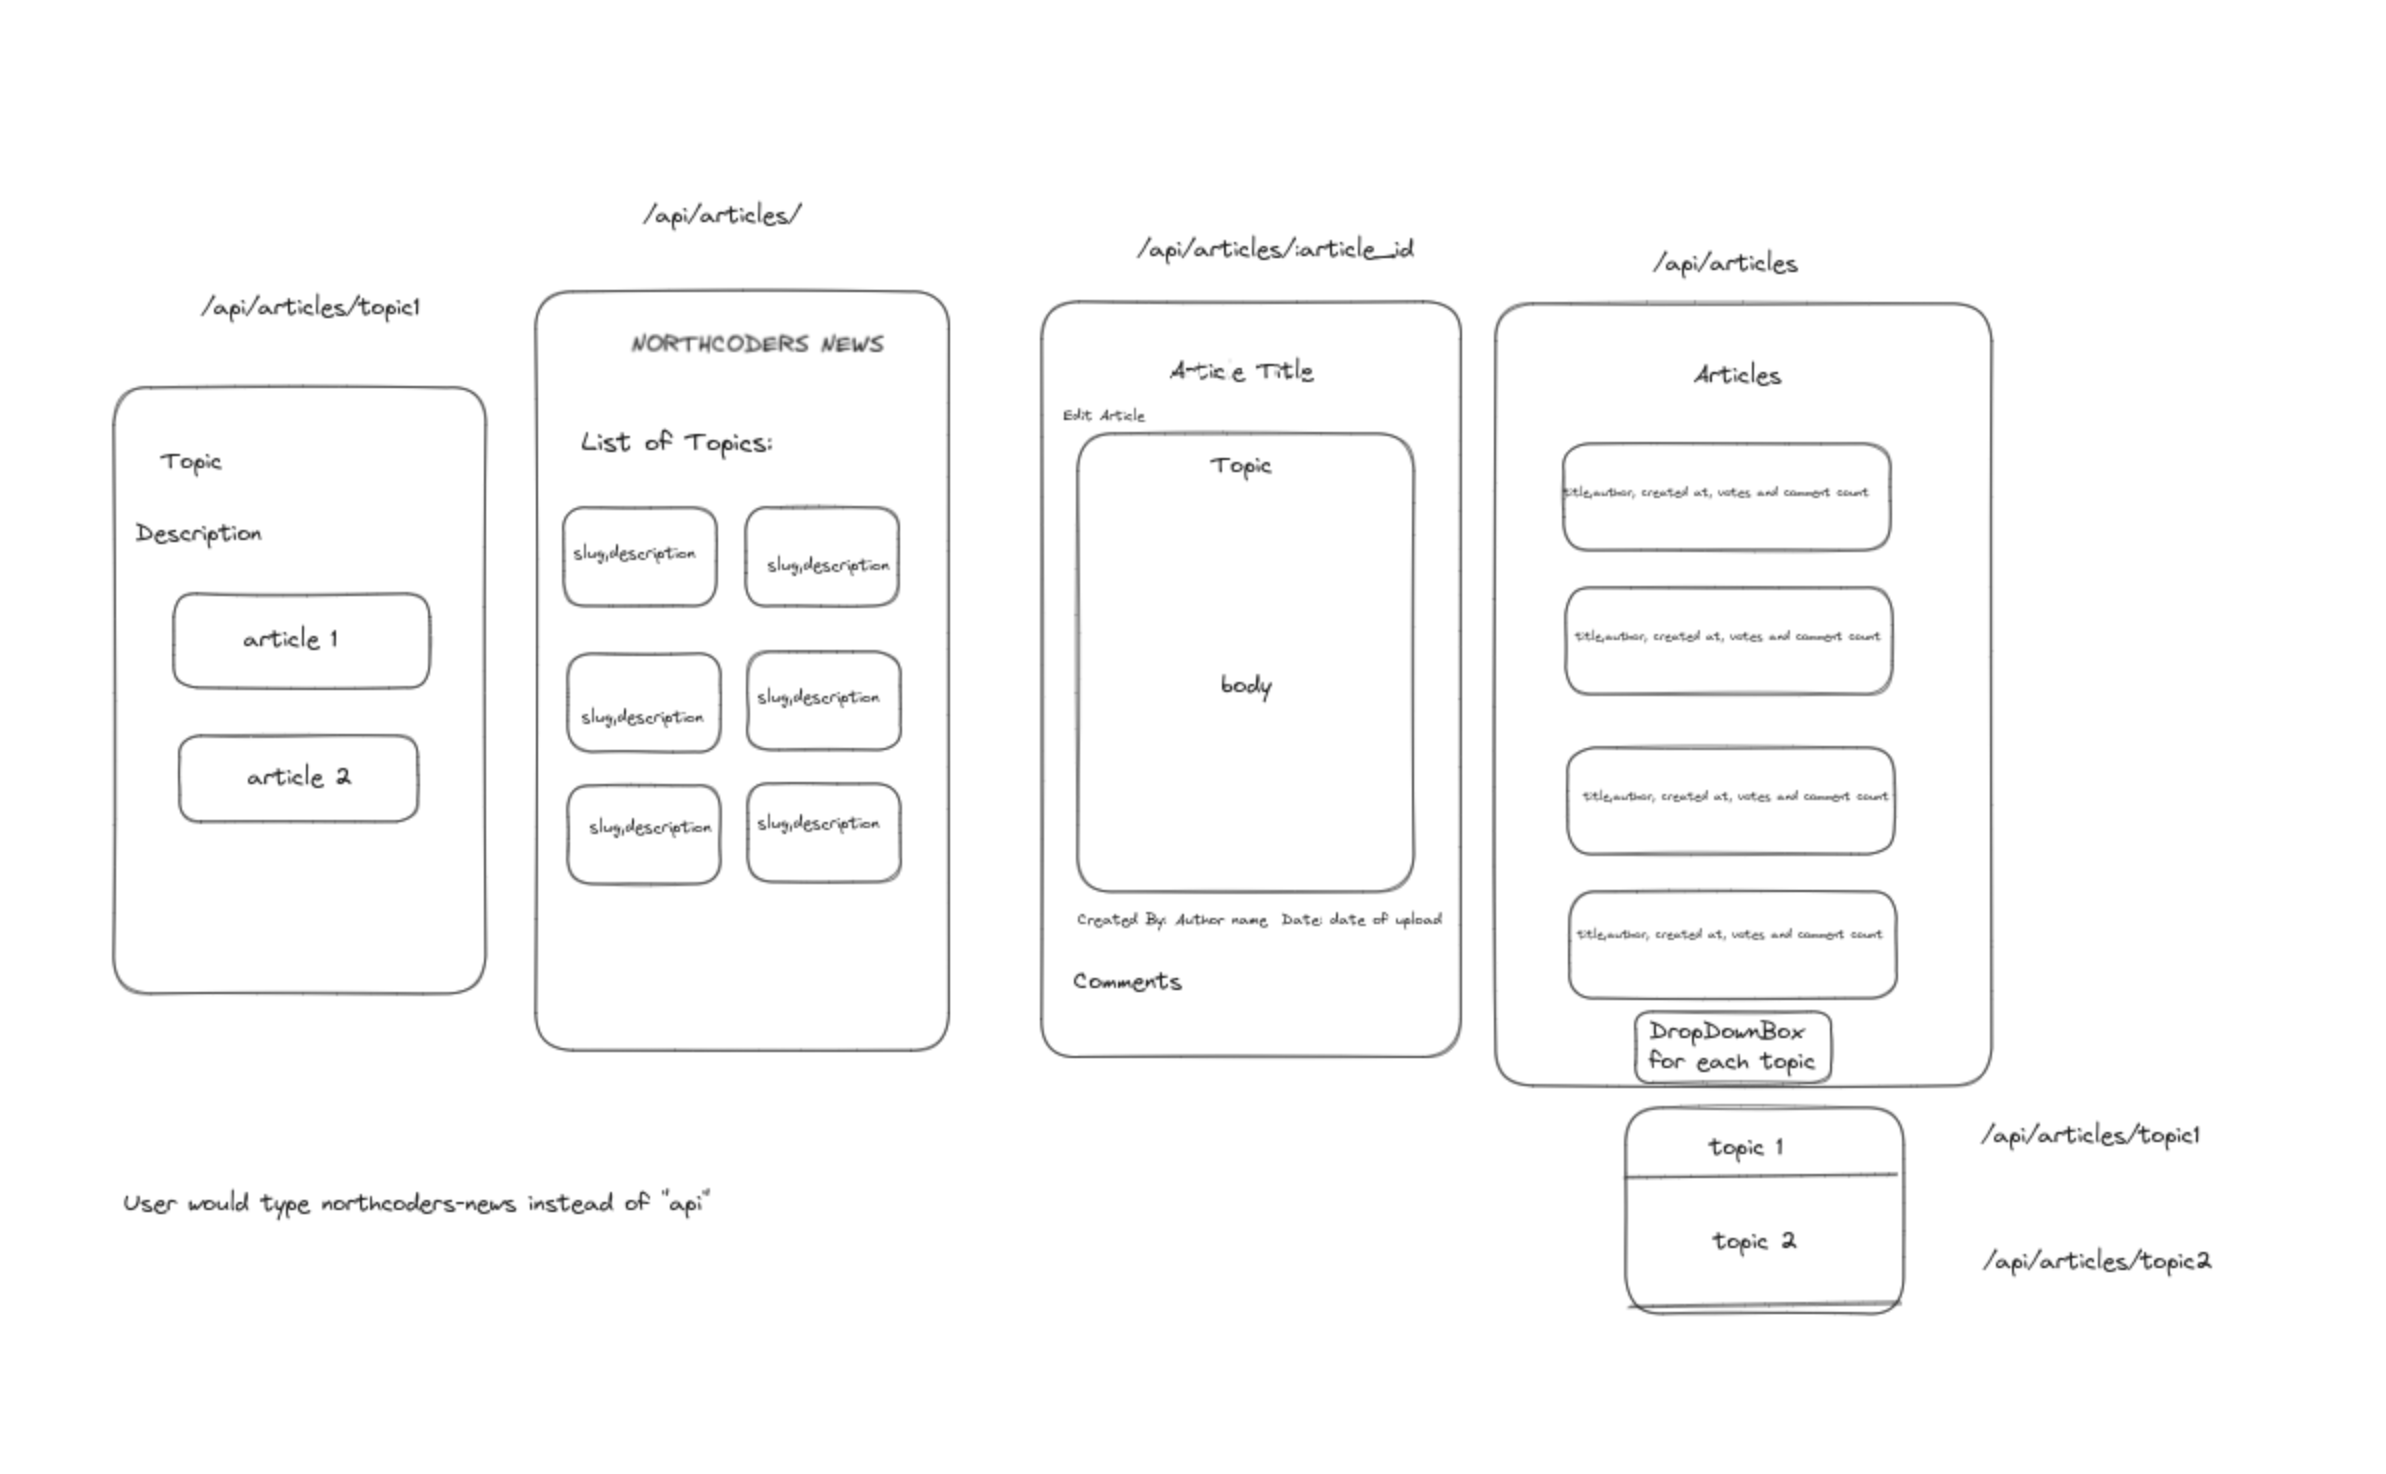 /api/articles/topic1
Topic
Description
article 1
article 2
/api/articles/
NORTHCODERS NEWS
List of Topics:
slug,description
slug,description
slug,description
slug,description
slug,description
slug,description
/api/articles/:article_id
Article Title
Edit Article
Topic
body
Created By: Author name Date: date of upload
Comments
/api/articles
Articles
title,author, created at, votes and comment count
title,author, created at, votes and comment count
title,author, created at, votes and comment count
title,author, created at, votes and comment count
DropDownBox
for each topic
topic 1
/api/articles/topic1
topic 2
/api/articles/topic2
User would type northcoders-news instead of "api"